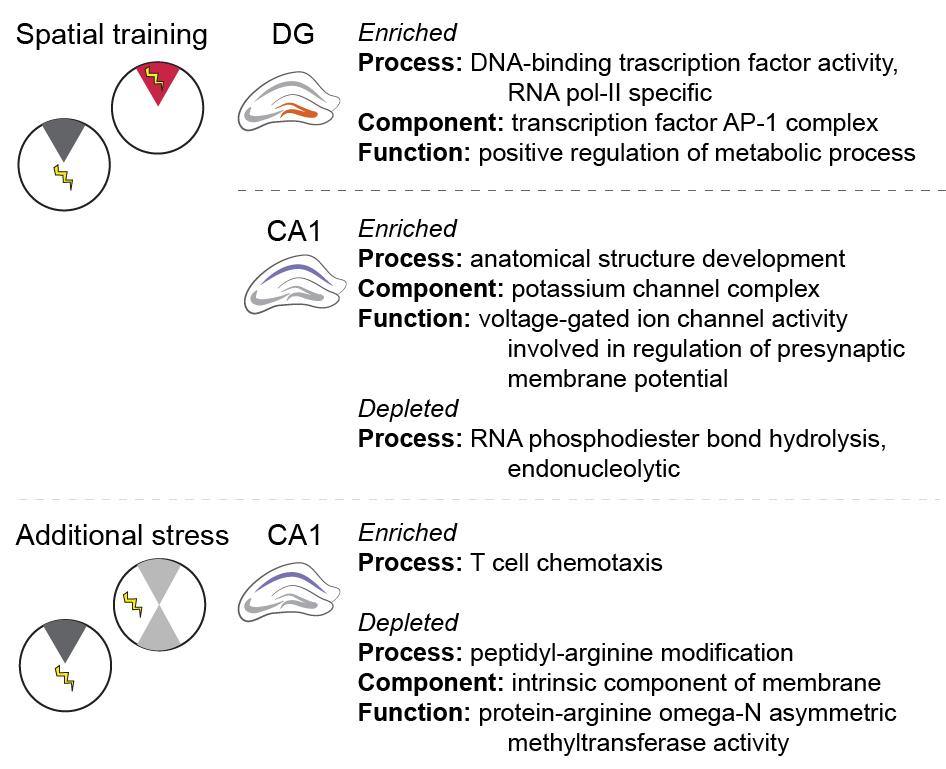 Spatial training
DG
Enriched
Process: DNA-binding trascription factor activity,
RNA pol-II specific
Component: transcription factor AP-1 complex
Function: positive regulation of metabolic process
CA1
Enriched
Process: anatomical structure development
Component: potassium channel complex
Function: voltage-gated ion channel activity
involved in regulation of presynaptic
membrane potential
Depleted
Process: RNA phosphodiester bond hydrolysis,
endonucleolytic
Additional stress
CA1
Enriched
Process: T cell chemotaxis
Depleted
Process: peptidyl-arginine modification
Component: intrinsic component of membrane
Function: protein-arginine omega-N asymmetric
methyltransferase activity